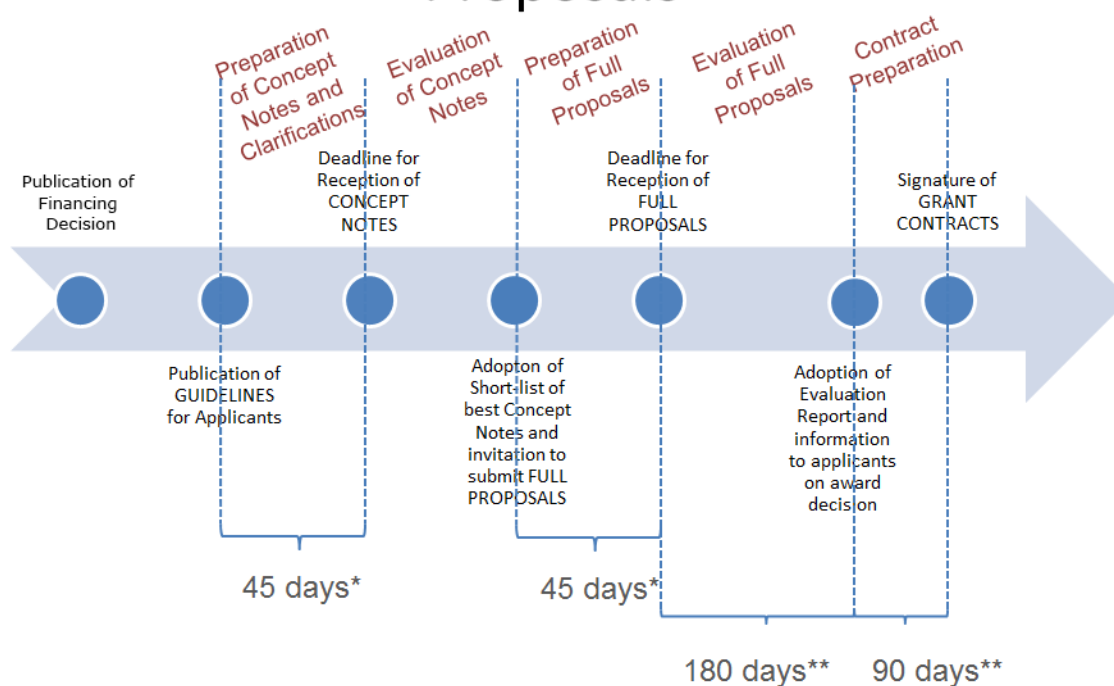 Proposals
Preparation
of Concept
Notes and
Clarifications
Evaluation
of Concept
Notes
Preparation
of Full
Proposals
Evaluation
of Full
Proposals
Contract
Preparation
Publication of
Financing
Decision
Deadline for
Reception of
CONCEPT
NOTES
Deadline for
Reception of
FULL
PROPOSALS
Signature of
GRANT
CONTRACTS
Publication of
GUIDELINES
for Applicants
Adopton of
Short-list of
best Concept
Notes and
invitation to
submit FULL
PROPOSALS
Adoption of
Evaluation
Report and
information
to applicants
on award
decision
45 days*
45 days*
180 days**
90 days**